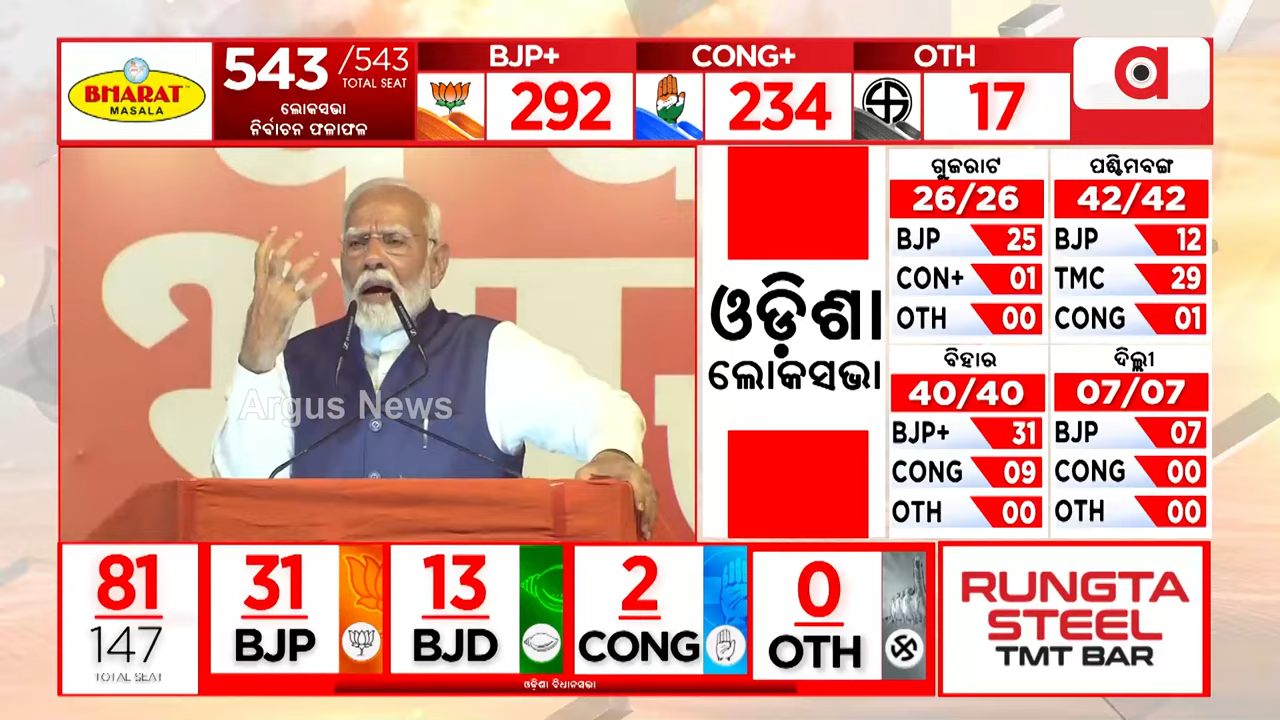 BHARAT
MASALA
543 /543
TOTAL SEAT
ଲୋକସଭା
ନିର୍ବାଚନ ଫଳାଫଳ
BJP+
292
CONG+
234
OTH
17
a
Argus News
ଓଡ଼ିଶା
ଲୋକସଭା
ଗୁଜରାଟ
26/26
BJP 25
CON+ 01
OTH 00
ପଶ୍ଚିମବଙ୍ଗ
42/42
BJP 12
TMC 29
CONG 01
ବିହାର
40/40
BJP+ 31
CONG 09
OTH 00
ଦିଲ୍ଲୀ
07/07
BJP 07
CONG 00
OTH 00
81
147
TOTAL SEAT
31
BJP
13
BJD
2
CONG
0
OTH
ଓଡ଼ିଶା ବିଧାନସଭା
RUNGTA
STEEL
TMT BAR